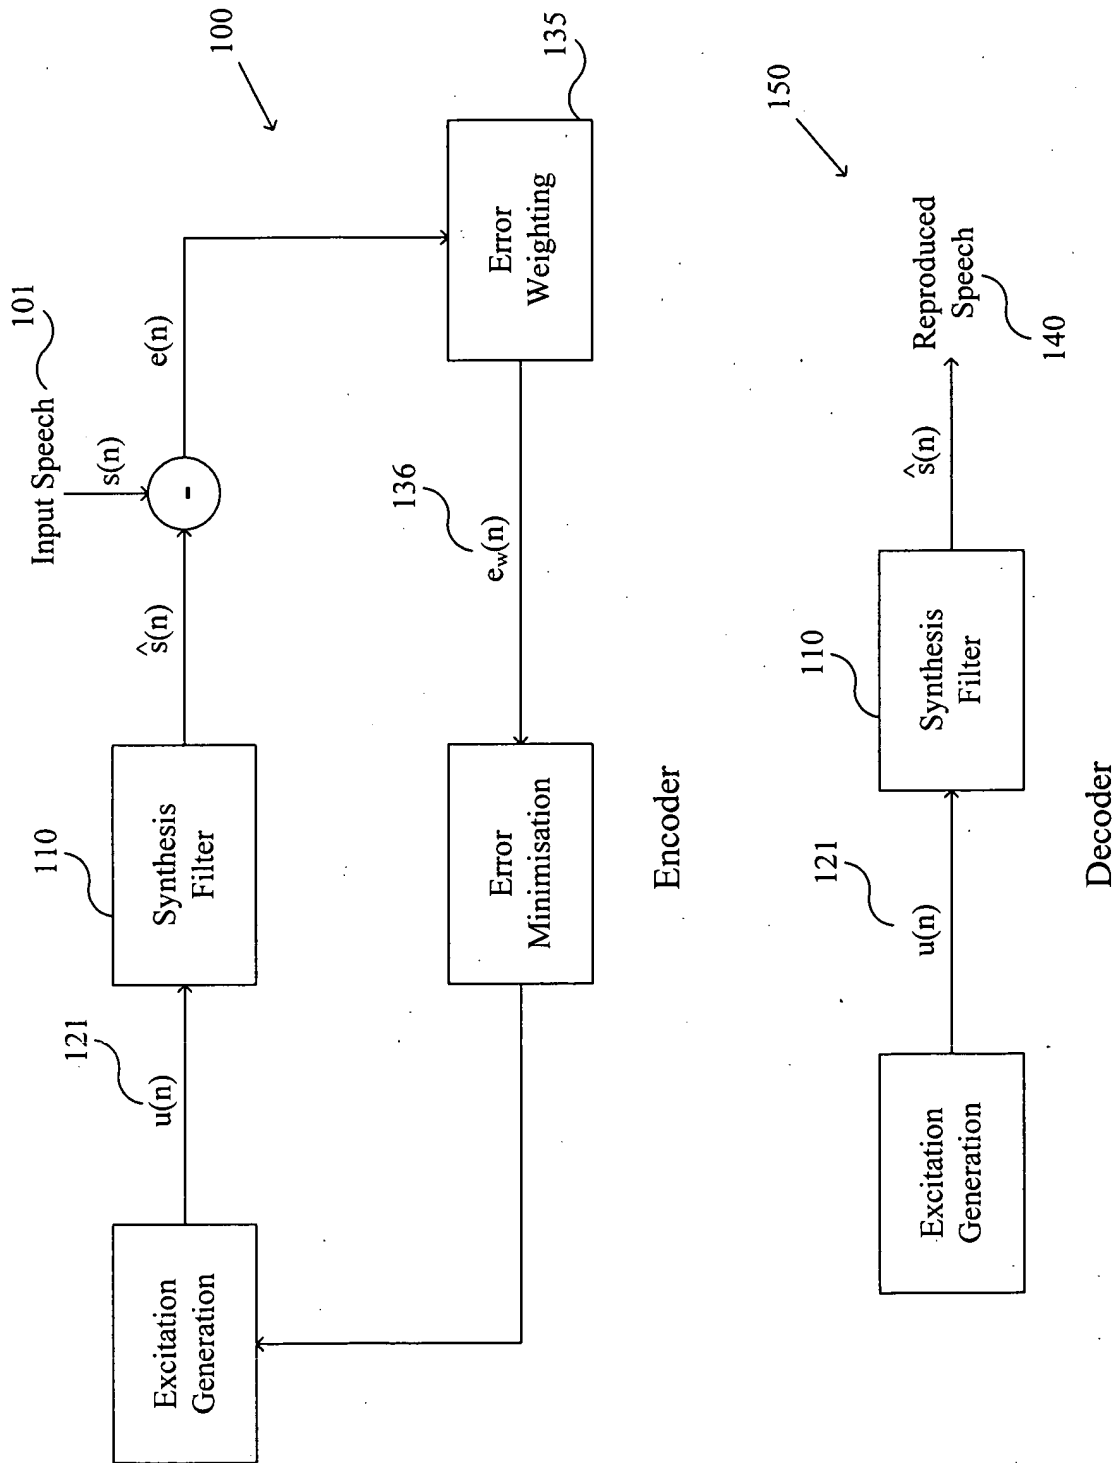 100
Input Speech 101
s(n)
e(n)
ŝ(n)
-
110
Synthesis
Filter
121
u(n)
Excitation
Generation
135
Error
Weighting
136
e_w(n)
Error
Minimisation
Encoder
150
Reproduced
Speech
140
ŝ(n)
110
Synthesis
Filter
121
u(n)
Excitation
Generation
Decoder